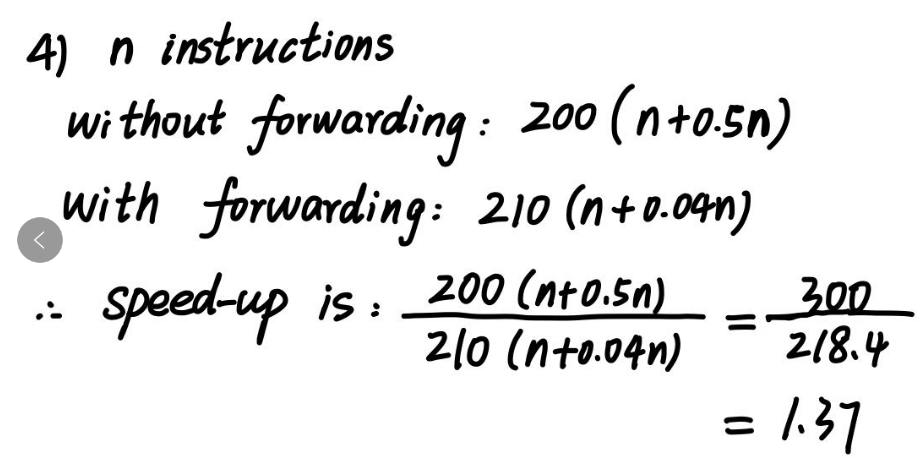 4) n instructions
without forwarding: 200 (n+0.5n)
with forwarding: 210 (n+0.04n)
∴ speed-up is: 200 (n+0.5n) / 210 (n+0.04n) = 300 / 218.4
= 1.37